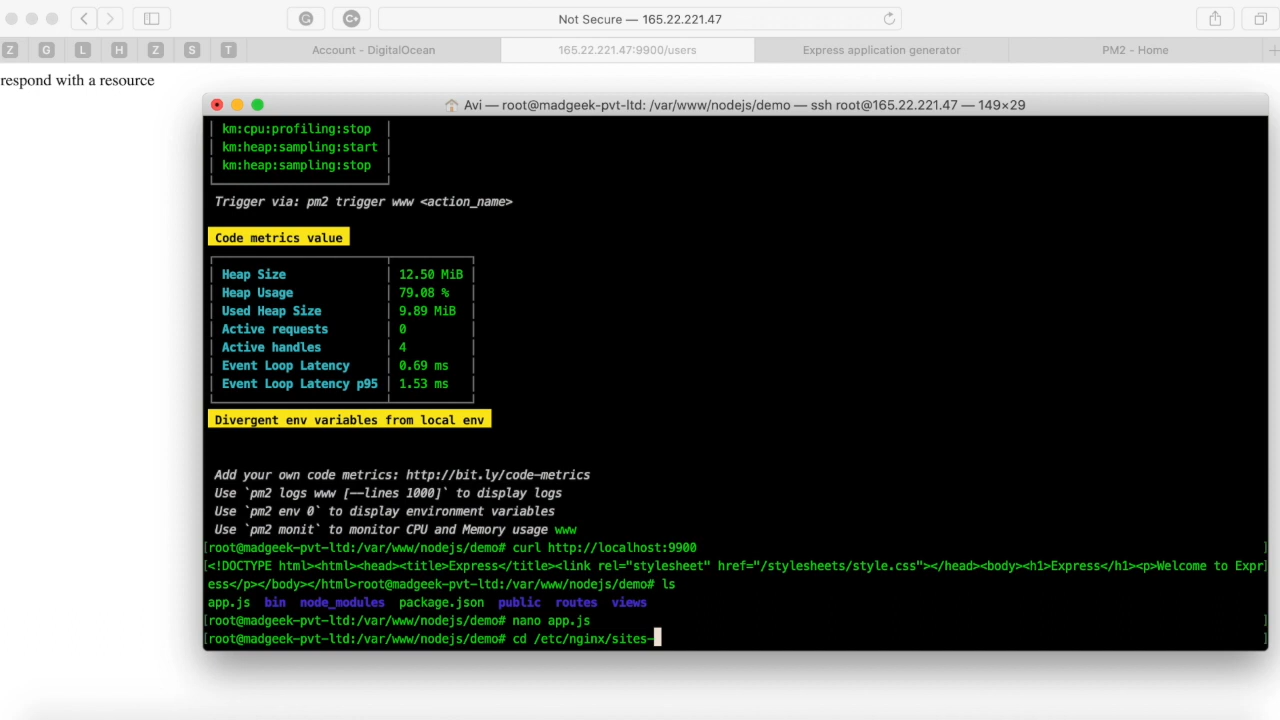 Not Secure — 165.22.221.47
Z G L H Z S T Account - DigitalOcean 165.22.221.47:9900/users Express application generator PM2 - Home
respond with a resource
Avi — root@madgeek-pvt-ltd: /var/www/nodejs/demo — ssh root@165.22.221.47 — 149×29
km:cpu:profiling:stop
km:heap:sampling:start
km:heap:sampling:stop
Trigger via: pm2 trigger www <action_name>
Code metrics value
Heap Size 12.50 MiB
Heap Usage 79.08 %
Used Heap Size 9.89 MiB
Active requests 0
Active handles 4
Event Loop Latency 0.69 ms
Event Loop Latency p95 1.53 ms
Divergent env variables from local env
Add your own code metrics: http://bit.ly/code-metrics
Use `pm2 logs www [--lines 1000]` to display logs
Use `pm2 env 0` to display environment variables
Use `pm2 monit` to monitor CPU and Memory usage www
[root@madgeek-pvt-ltd:/var/www/nodejs/demo# curl http://localhost:9900 ]
[<!DOCTYPE html><html><head><title>Express</title><link rel="stylesheet" href="/stylesheets/style.css"></head><body><h1>Express</h1><p>Welcome to Expr]
ess</p></body></html>root@madgeek-pvt-ltd:/var/www/nodejs/demo# ls
app.js bin node_modules package.json public routes views
[root@madgeek-pvt-ltd:/var/www/nodejs/demo# nano app.js ]
[root@madgeek-pvt-ltd:/var/www/nodejs/demo# cd /etc/nginx/sites- ]